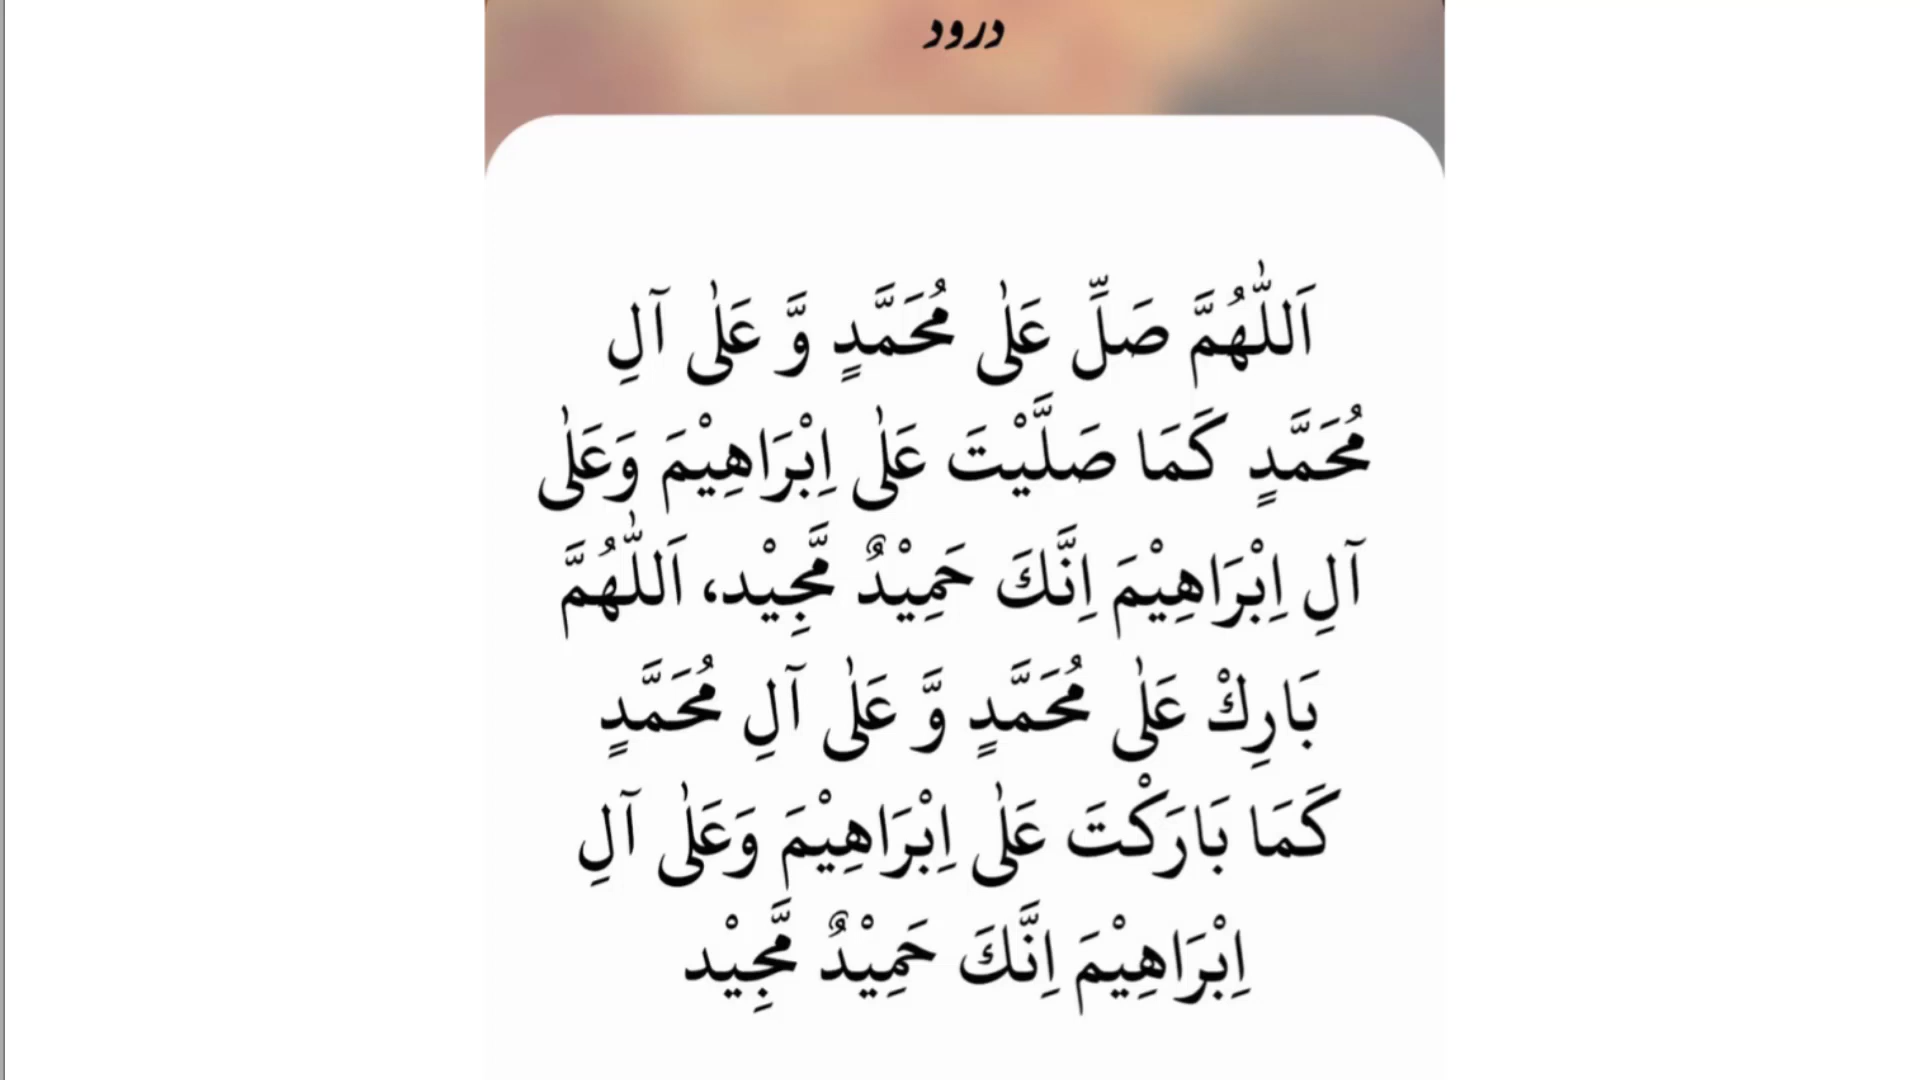 درود
اَللّٰهُمَّ صَلِّ عَلٰی مُحَمَّدٍ وَّ عَلٰی آلِ
مُحَمَّدٍ کَمَا صَلَّیْتَ عَلٰی اِبْرَاهِیْمَ وَعَلٰی
آلِ اِبْرَاهِیْمَ اِنَّكَ حَمِیْدٌ مَّجِیْد، اَللّٰهُمَّ
بَارِكْ عَلٰی مُحَمَّدٍ وَّ عَلٰی آلِ مُحَمَّدٍ
کَمَا بَارَکْتَ عَلٰی اِبْرَاهِیْمَ وَعَلٰی آلِ
اِبْرَاهِیْمَ اِنَّكَ حَمِیْدٌ مَّجِیْد